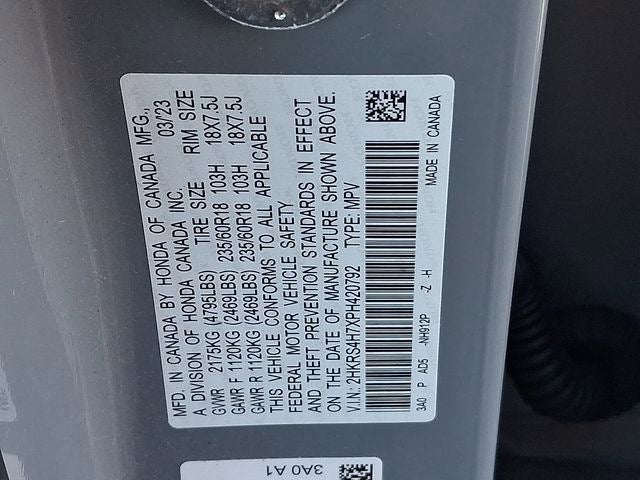 MFD. IN CANADA BY HONDA OF CANADA MFG.,
A DIVISION OF HONDA CANADA INC. 03/23
GVWR 2175KG (4795LBS) TIRE SIZE RIM SIZE
GAWR F 1120KG (2469LBS) 235/60R18 103H 18X7.5J
GAWR R 1120KG (2469LBS) 235/60R18 103H 18X7.5J
THIS VEHICLE CONFORMS TO ALL APPLICABLE
FEDERAL MOTOR VEHICLE SAFETY
AND THEFT PREVENTION STANDARDS IN EFFECT
ON THE DATE OF MANUFACTURE SHOWN ABOVE.
V.I.N.: 2HKRS4H7XPH420792 TYPE: MPV
3A0 P AD5 -NH912P -Z -H MADE IN CANADA
3A0 A1